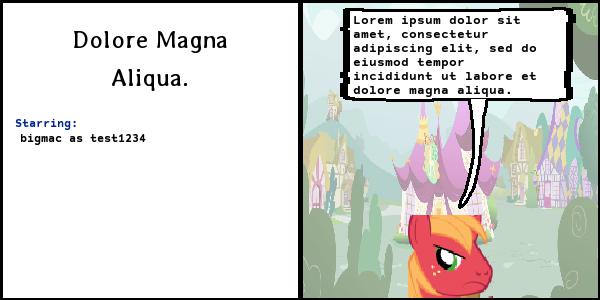 Dolore Magna
Aliqua.
Starring:
bigmac as test1234
Lorem ipsum dolor sit
amet, consectetur
adipiscing elit, sed do
eiusmod tempor
incididunt ut labore et
dolore magna aliqua.